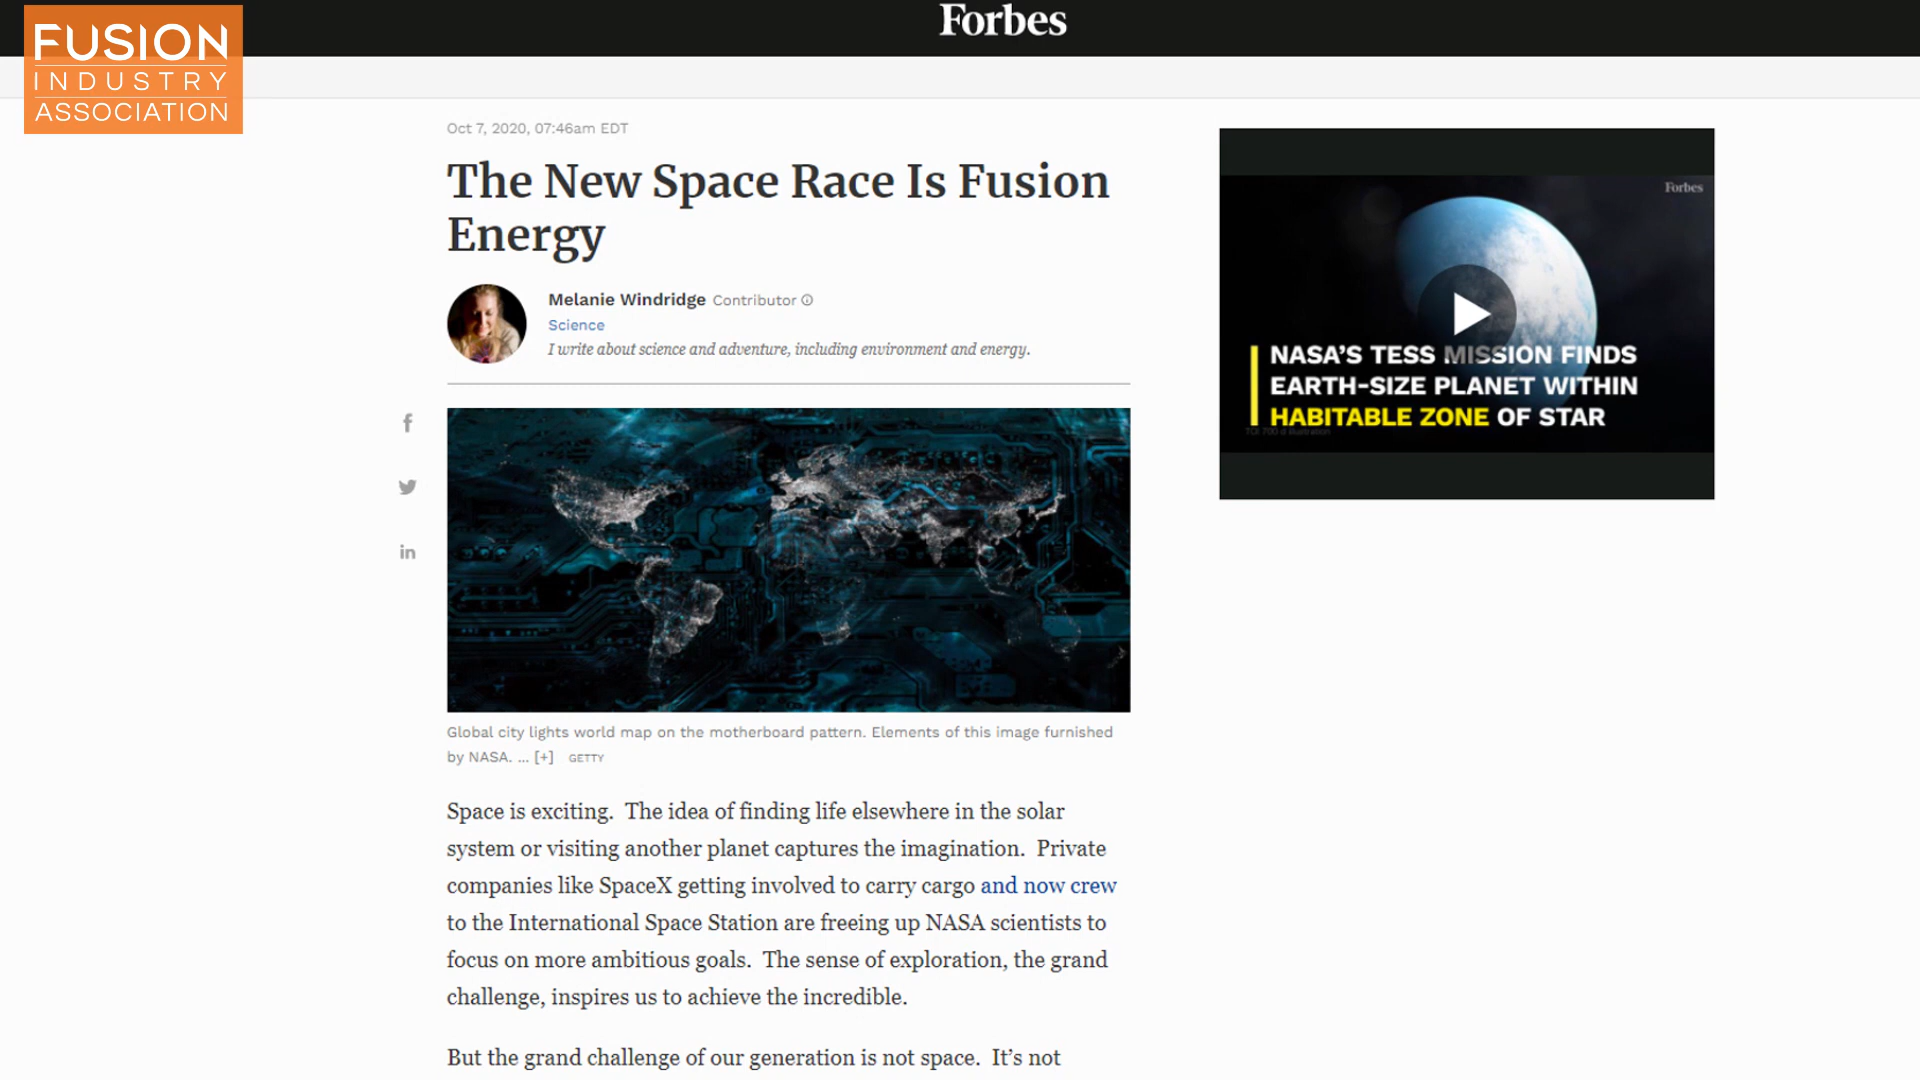 FUSION
INDUSTRY
ASSOCIATION
Forbes
Oct 7, 2020, 07:46am EDT
The New Space Race Is Fusion
Energy
Melanie Windridge Contributor
Science
I write about science and adventure, including environment and energy.
Global city lights world map on the motherboard pattern. Elements of this image furnished
by NASA. ... [+] GETTY
Space is exciting.  The idea of finding life elsewhere in the solar
system or visiting another planet captures the imagination.  Private
companies like SpaceX getting involved to carry cargo and now crew
to the International Space Station are freeing up NASA scientists to
focus on more ambitious goals.  The sense of exploration, the grand
challenge, inspires us to achieve the incredible.
But the grand challenge of our generation is not space.  It’s not
Forbes
NASA’S TESS MISSION FINDS
EARTH-SIZE PLANET WITHIN
HABITABLE ZONE OF STAR
TOI 700 d illustration